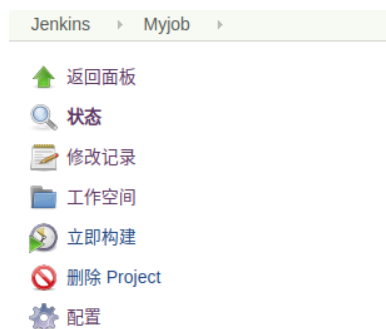 Jenkins Myjob
返回面板
状态
修改记录
工作空间
立即构建
删除 Project
配置